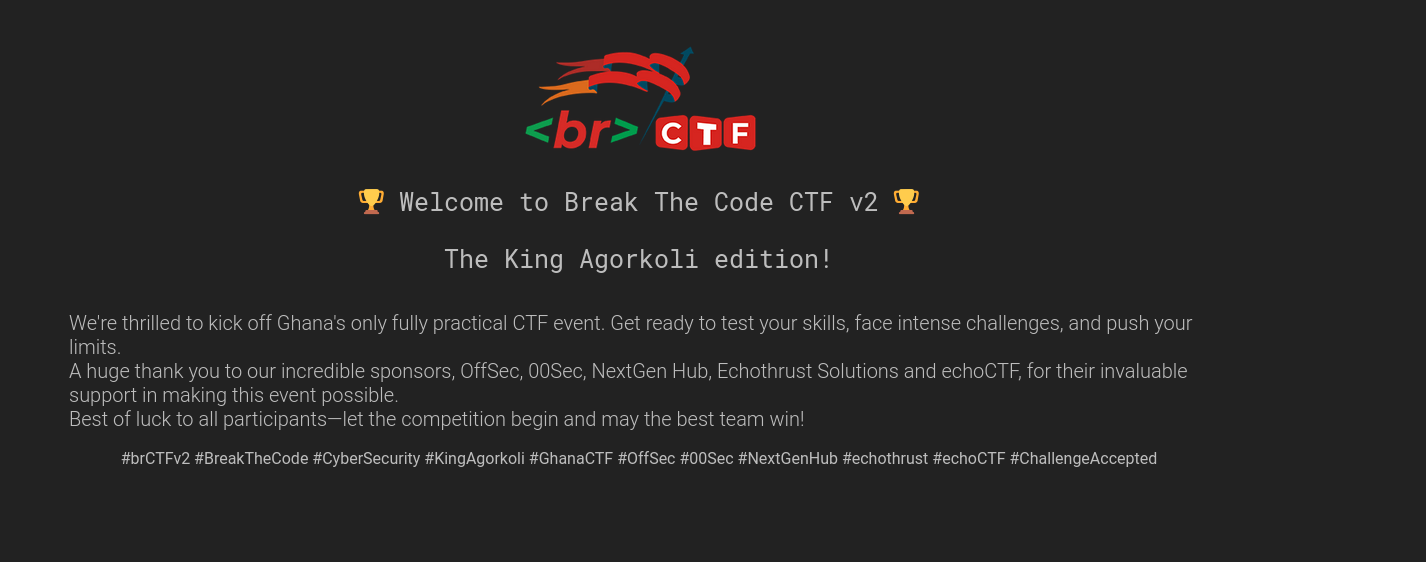 <br> CTF
🏆 Welcome to Break The Code CTF v2 🏆
The King Agorkoli edition!
We're thrilled to kick off Ghana's only fully practical CTF event. Get ready to test your skills, face intense challenges, and push your
limits.
A huge thank you to our incredible sponsors, OffSec, 00Sec, NextGen Hub, Echothrust Solutions and echoCTF, for their invaluable
support in making this event possible.
Best of luck to all participants—let the competition begin and may the best team win!
#brCTFv2 #BreakTheCode #CyberSecurity #KingAgorkoli #GhanaCTF #OffSec #00Sec #NextGenHub #echothrust #echoCTF #ChallengeAccepted